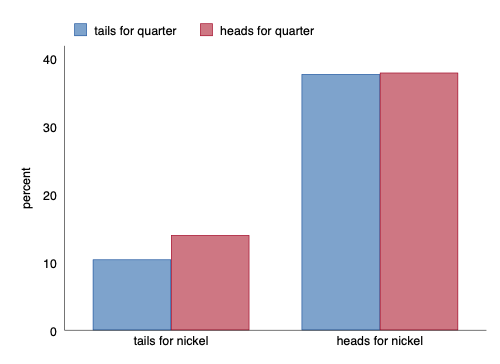 tails for quarter heads for quarter
40
30
20
10
0
percent
tails for nickel heads for nickel